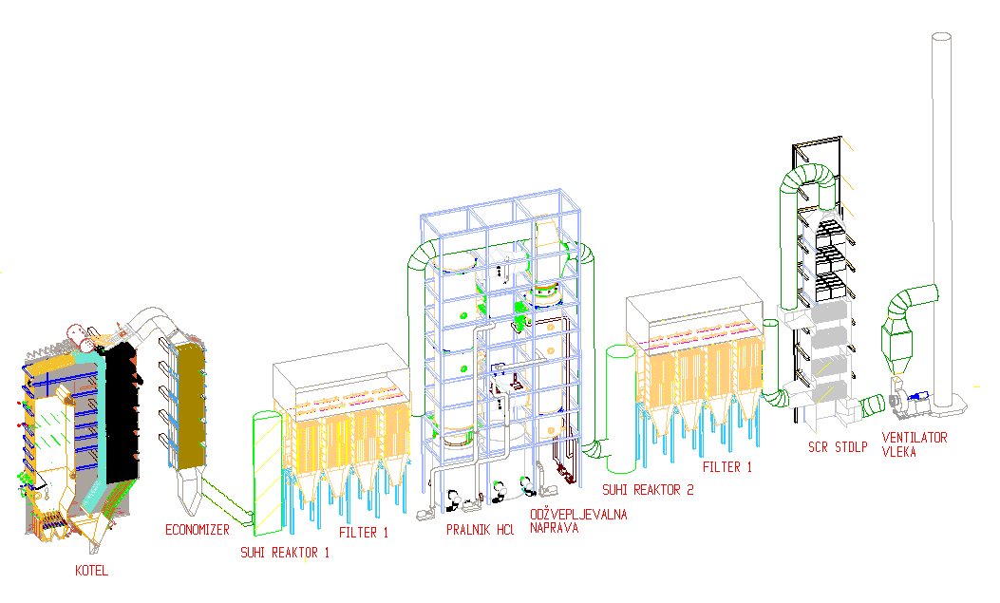 KOTEL
ECONOMIZER
SUHI REAKTOR 1
FILTER 1
PRALNIK HCl
ODŽVEPLJEVALNA
NAPRAVA
SUHI REAKTOR 2
FILTER 1
SCR STOLP
VENTILATOR
VLEKA